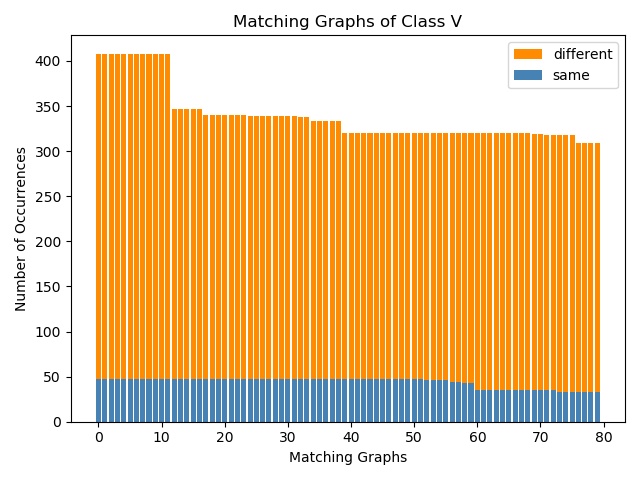 Matching Graphs of Class V
different
same
Number of Occurrences
400
350
300
250
200
150
100
50
0
0 10 20 30 40 50 60 70 80
Matching Graphs